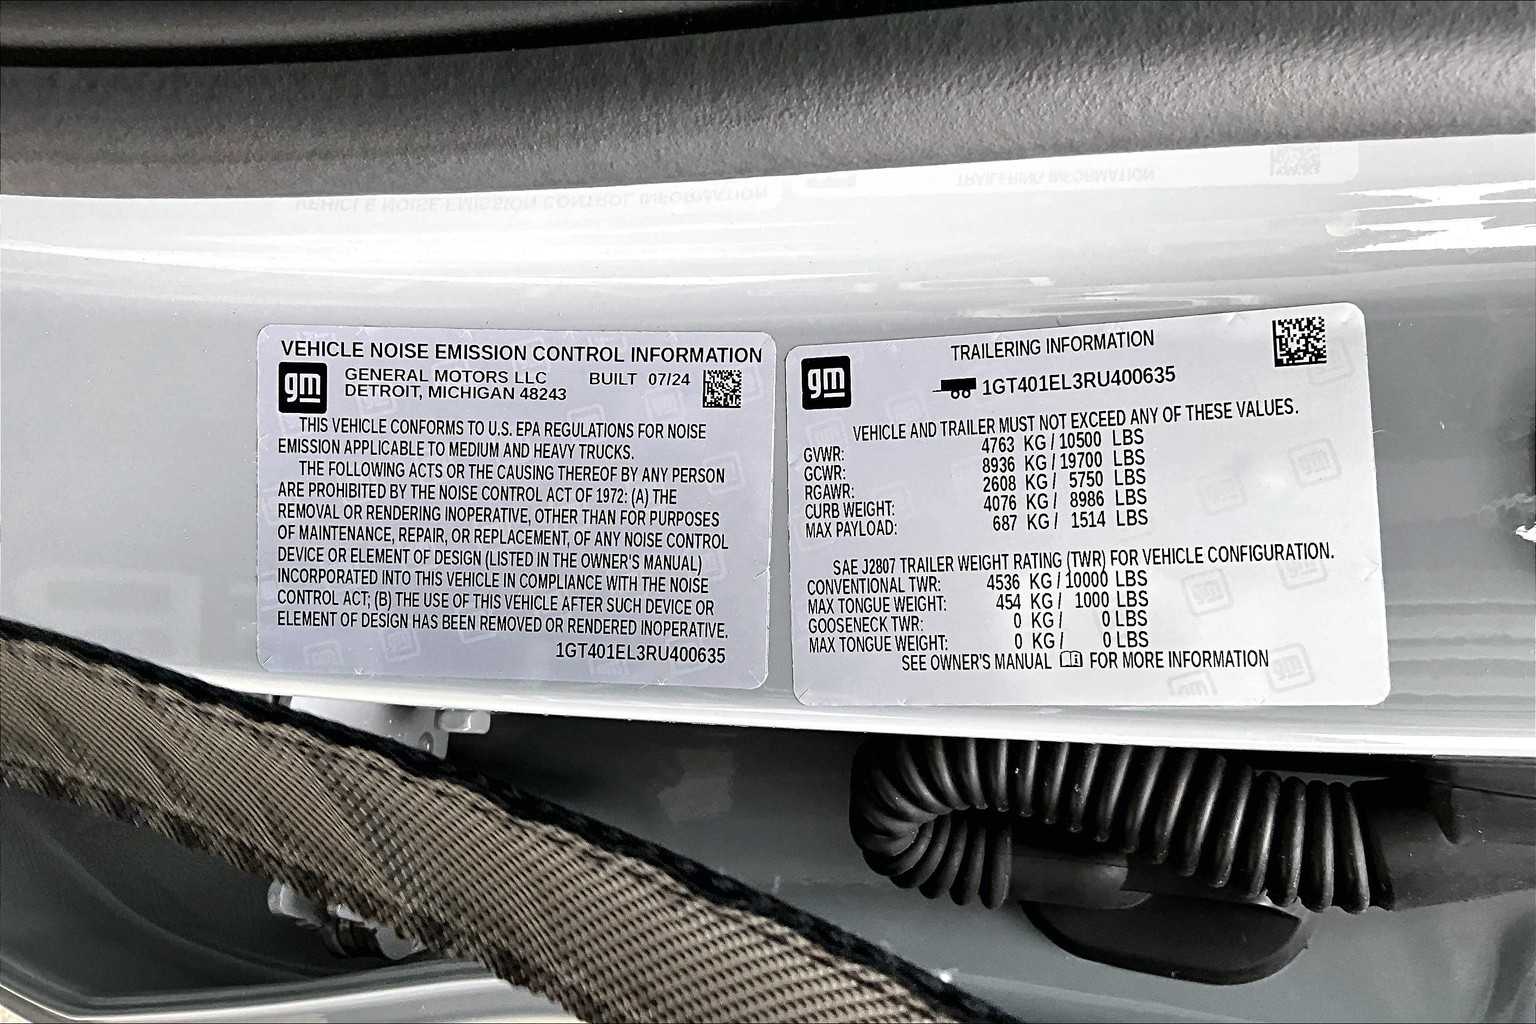 VEHICLE NOISE EMISSION CONTROL INFORMATION
gm
GENERAL MOTORS LLC BUILT 07/24
DETROIT, MICHIGAN 48243
THIS VEHICLE CONFORMS TO U.S. EPA REGULATIONS FOR NOISE
EMISSION APPLICABLE TO MEDIUM AND HEAVY TRUCKS.
THE FOLLOWING ACTS OR THE CAUSING THEREOF BY ANY PERSON
ARE PROHIBITED BY THE NOISE CONTROL ACT OF 1972: (A) THE
REMOVAL OR RENDERING INOPERATIVE, OTHER THAN FOR PURPOSES
OF MAINTENANCE, REPAIR, OR REPLACEMENT, OF ANY NOISE CONTROL
DEVICE OR ELEMENT OF DESIGN (LISTED IN THE OWNER'S MANUAL)
INCORPORATED INTO THIS VEHICLE IN COMPLIANCE WITH THE NOISE
CONTROL ACT; (B) THE USE OF THIS VEHICLE AFTER SUCH DEVICE OR
ELEMENT OF DESIGN HAS BEEN REMOVED OR RENDERED INOPERATIVE.
1GT401EL3RU400635
TRAILERING INFORMATION
gm
1GT401EL3RU400635
VEHICLE AND TRAILER MUST NOT EXCEED ANY OF THESE VALUES.
GVWR: 4763 KG / 10500 LBS
GCWR: 8936 KG / 19700 LBS
RGAWR: 2608 KG / 5750 LBS
CURB WEIGHT: 4076 KG / 8986 LBS
MAX PAYLOAD: 687 KG / 1514 LBS
SAE J2807 TRAILER WEIGHT RATING (TWR) FOR VEHICLE CONFIGURATION.
CONVENTIONAL TWR: 4536 KG / 10000 LBS
MAX TONGUE WEIGHT: 454 KG / 1000 LBS
GOOSENECK TWR: 0 KG / 0 LBS
MAX TONGUE WEIGHT: 0 KG / 0 LBS
SEE OWNER'S MANUAL FOR MORE INFORMATION